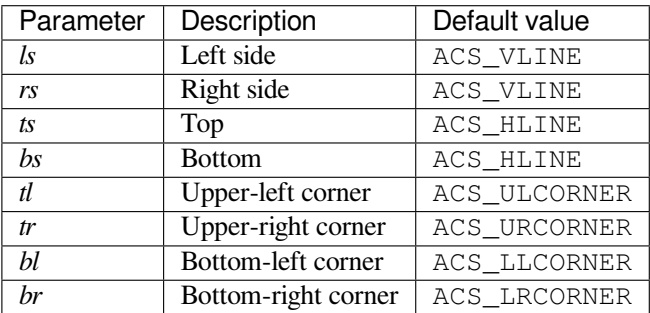 Parameter Description Default value
ls Left side ACS_VLINE
rs Right side ACS_VLINE
ts Top ACS_HLINE
bs Bottom ACS_HLINE
tl Upper-left corner ACS_ULCORNER
tr Upper-right corner ACS_URCORNER
bl Bottom-left corner ACS_LLCORNER
br Bottom-right corner ACS_LRCORNER